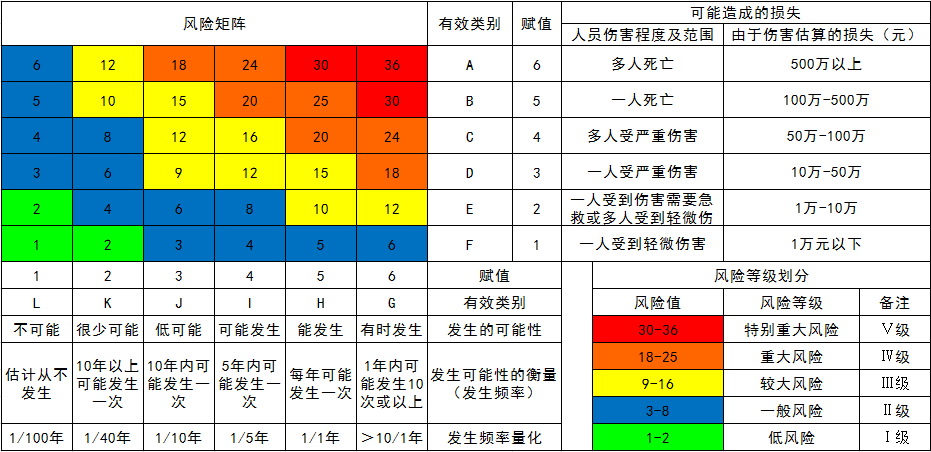 风险矩阵 有效类别 赋值 可能造成的损失
人员伤害程度及范围 由于伤害估算的损失（元）
6 12 18 24 30 36 A 6 多人死亡 500万以上
5 10 15 20 25 30 B 5 一人死亡 100万-500万
4 8 12 16 20 24 C 4 多人受严重伤害 50万-100万
3 6 9 12 15 18 D 3 一人受严重伤害 10万-50万
2 4 6 8 10 12 E 2 一人受到伤害需要急 1万-10万
救或多人受到轻微伤
1 2 3 4 5 6 F 1 一人受到轻微伤害 1万元以下
1 2 3 4 5 6 赋值 风险等级划分
L K J I H G 有效类别 风险值 风险等级 备注
不可能 很少可能 低可能 可能发生 能发生 有时发生 发生的可能性 30-36 特别重大风险 Ⅴ级
18-25 重大风险 Ⅳ级
估计从不 10年以上 10年内可 5年内可能 每年可能 1年内可 发生可能性的衡量
发生 可能发生 能发生一 发生一次 发生一次 能发生10 （发生频率）
一次 次 次或以上
9-16 较大风险 Ⅲ级
3-8 一般风险 Ⅱ级
1/100年 1/40年 1/10年 1/5年 1/1年 ＞10/1年 发生频率量化 1-2 低风险 Ⅰ级